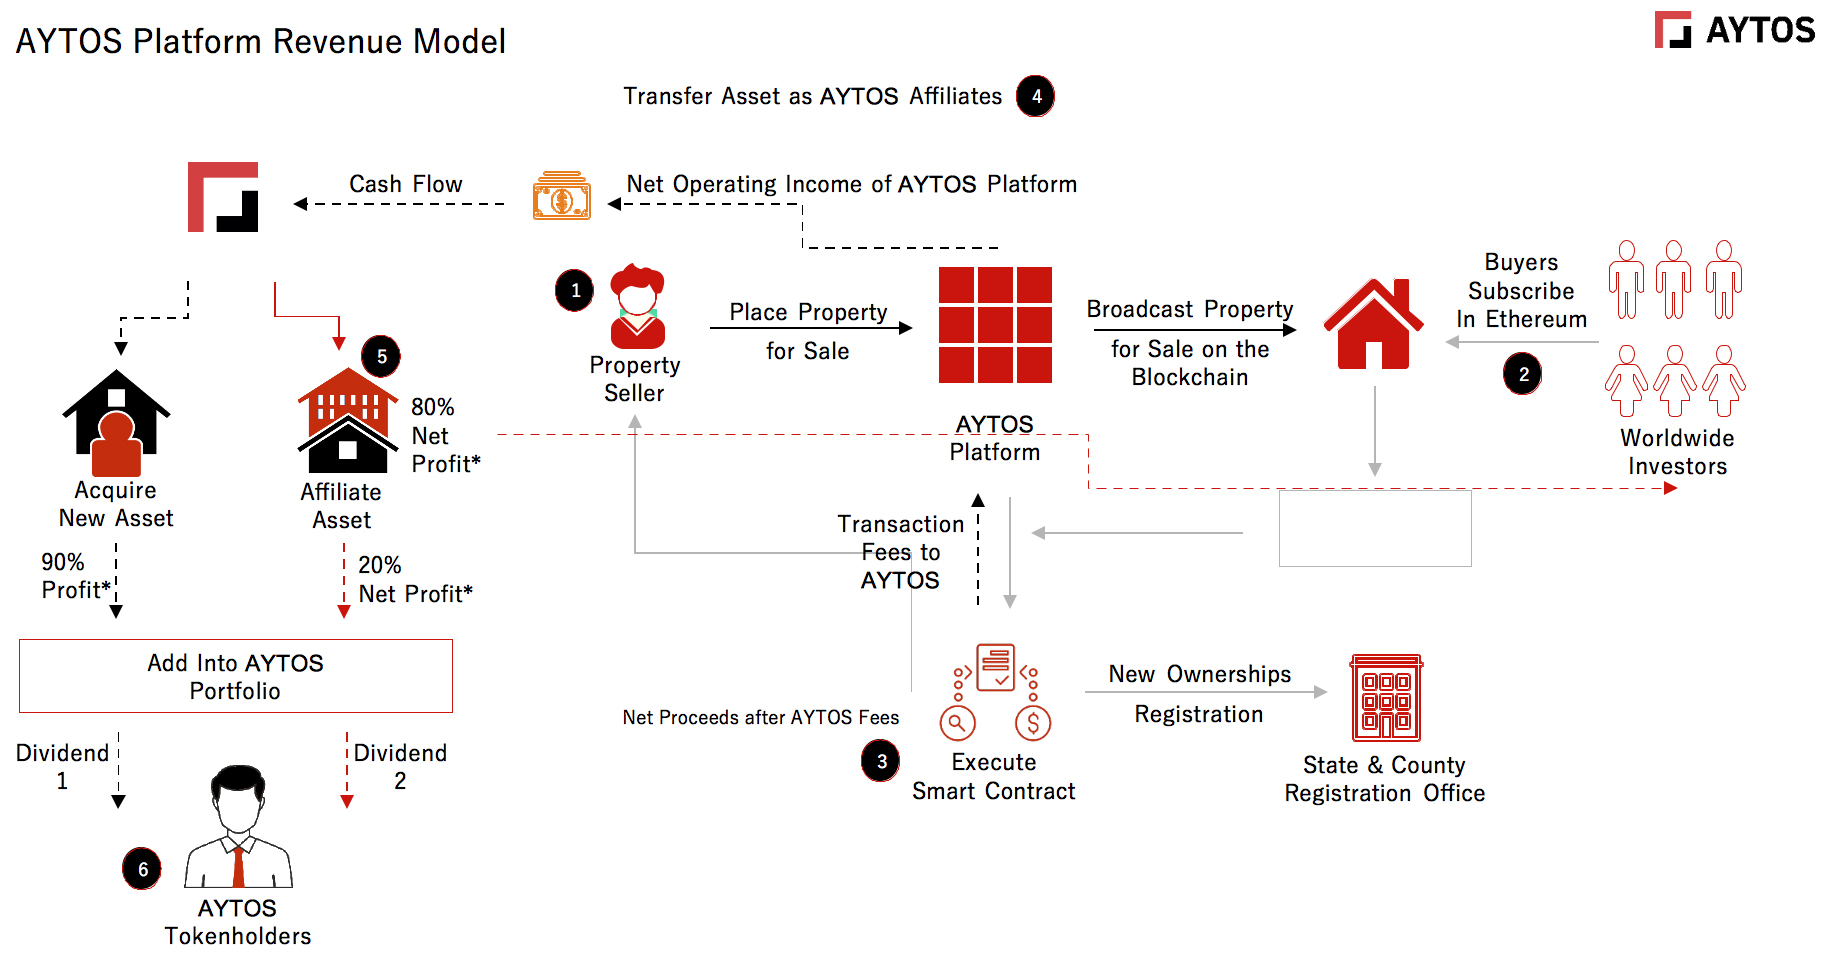 AYTOS Platform Revenue Model
AYTOS
Transfer Asset as AYTOS Affiliates
4
Cash Flow
Net Operating Income of AYTOS Platform
1
Property
Seller
Place Property
for Sale
AYTOS
Platform
Broadcast Property
for Sale on the
Blockchain
Buyers
Subscribe
In Ethereum
2
Worldwide
Investors
5
80%
Net
Profit*
Acquire
New Asset
Affiliate
Asset
90%
Profit*
20%
Net Profit*
Transaction
Fees to
AYTOS
Add Into AYTOS
Portfolio
Net Proceeds after AYTOS Fees
3
Execute
Smart Contract
New Ownerships
Registration
State & County
Registration Office
Dividend
1
Dividend
2
6
AYTOS
Tokenholders